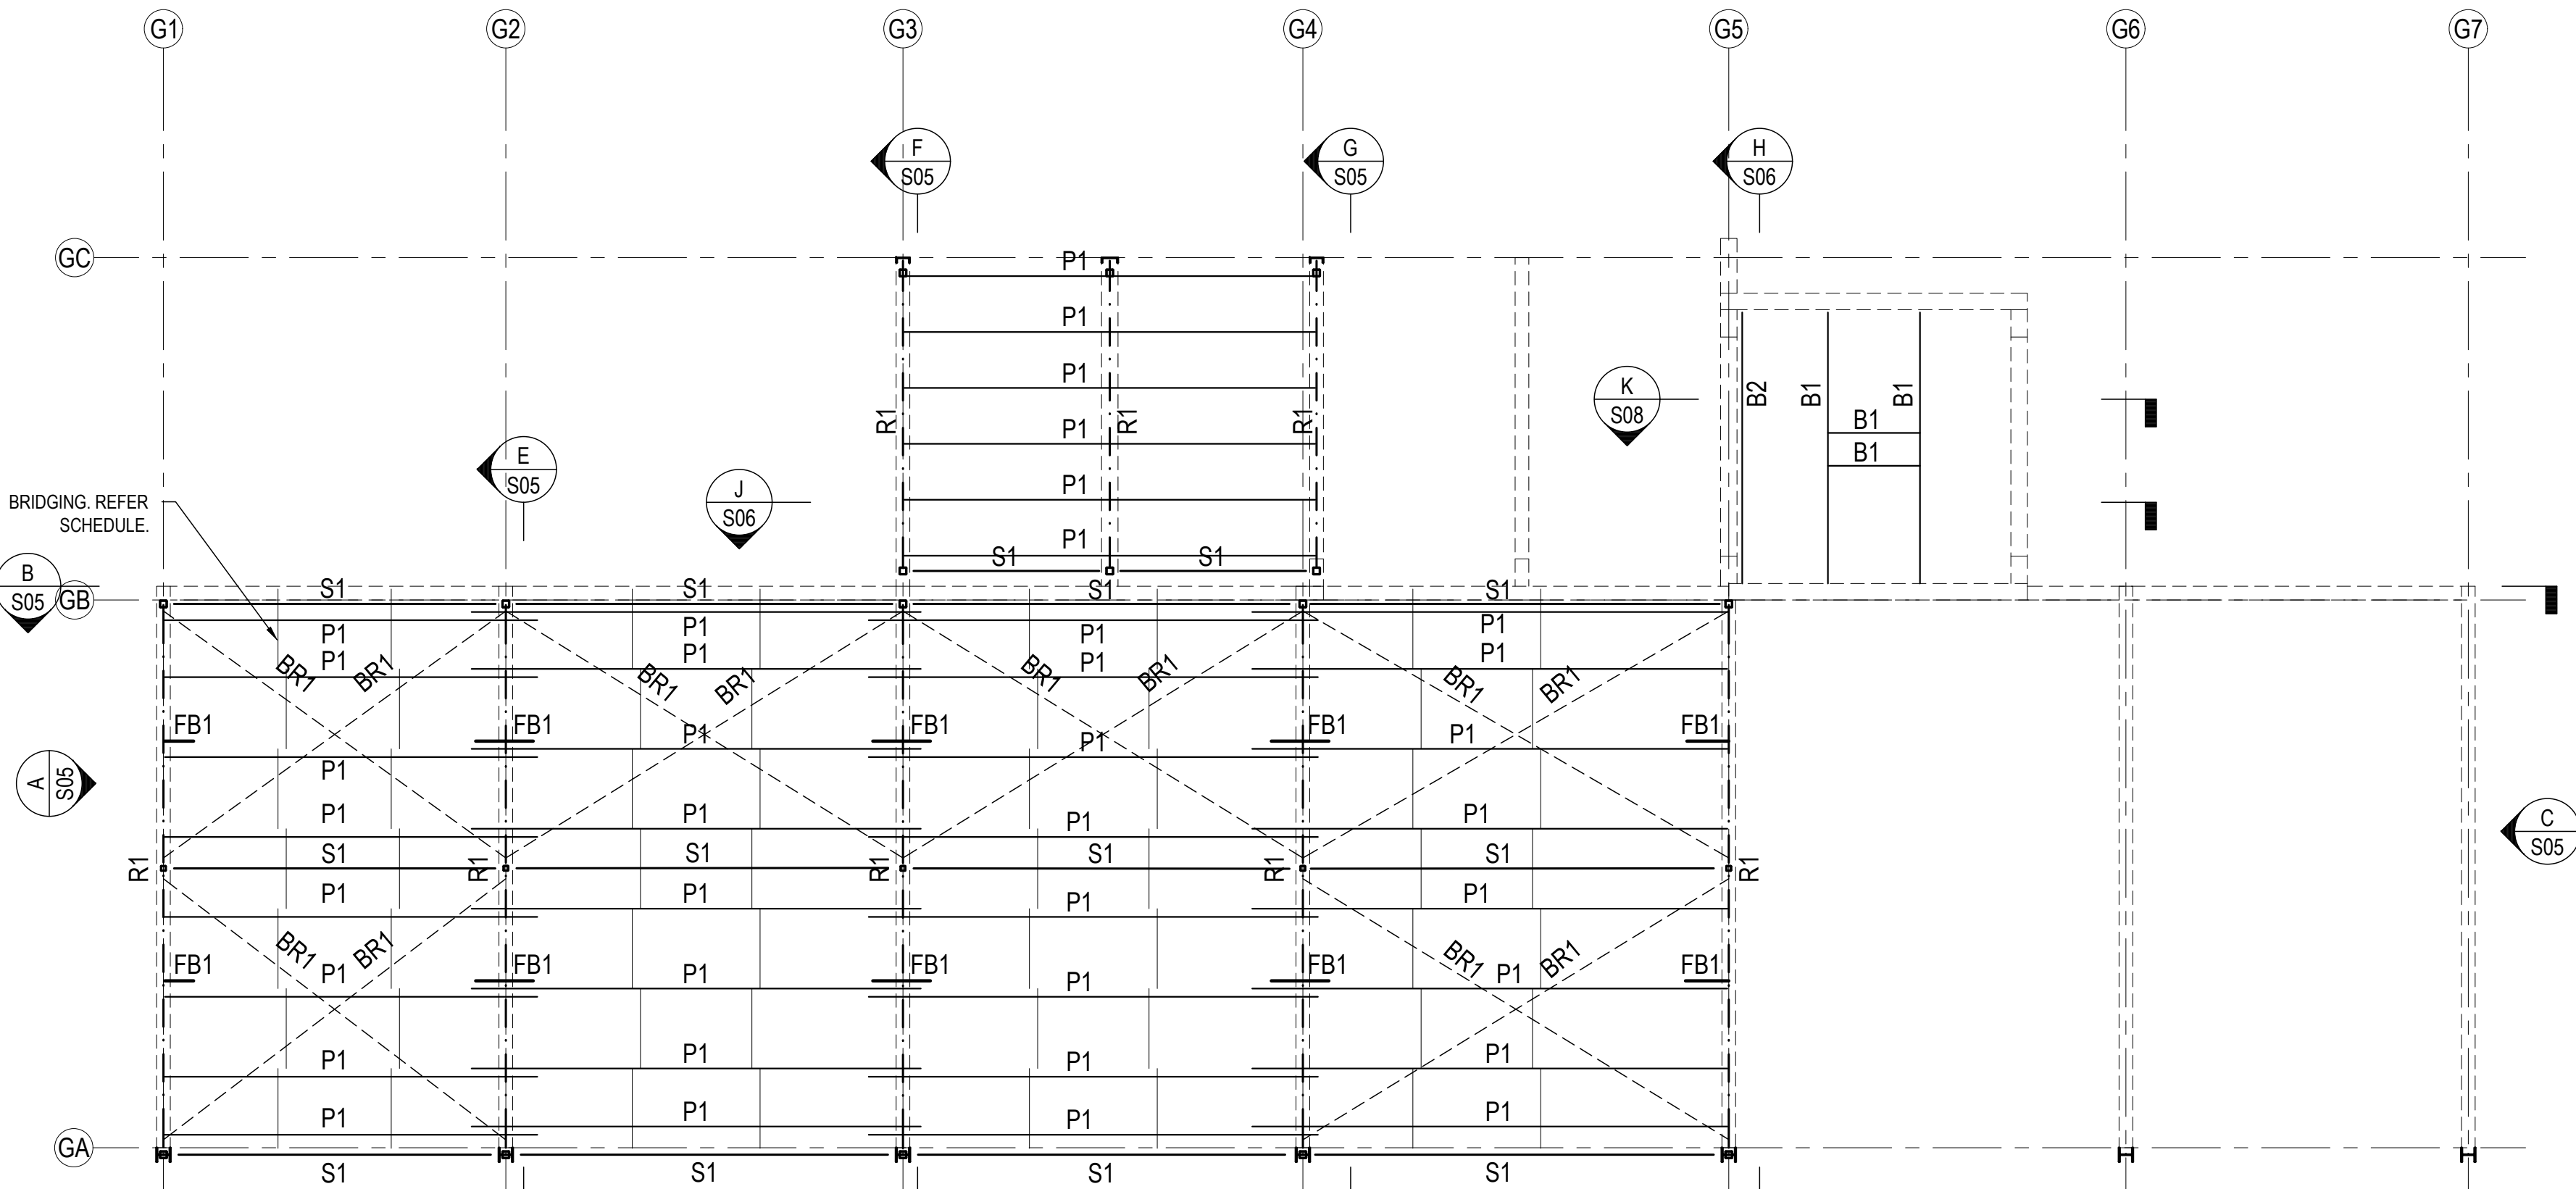 G1 G2 G3 G4 G5 G6 G7
F G H
S05 S05 S06
GC P1
P1
P1
B2 B1 B1
K
S08
R1 R1 R1
P1 B1
B1
E
S05
P1
J
S06
BRIDGING. REFER
SCHEDULE.
P1
S1 S1
B
S05
GB
S1 S1 S1 S1
P1 P1 P1 P1
P1 P1 P1 P1
BR1 BR1 BR1 BR1 BR1 BR1 BR1 BR1
FB1 FB1 FB1 FB1 FB1
P1 P1 P1 P1
A
S05
P1 P1 P1 P1
C
S05
S1 S1 S1 S1
R1 R1 R1 R1 R1
P1 P1 P1 P1
BR1 BR1 BR1 BR1
FB1 FB1 FB1 FB1 FB1
P1 P1 P1 P1
P1 P1 P1 P1
P1 P1 P1 P1
GA
S1 S1 S1 S1